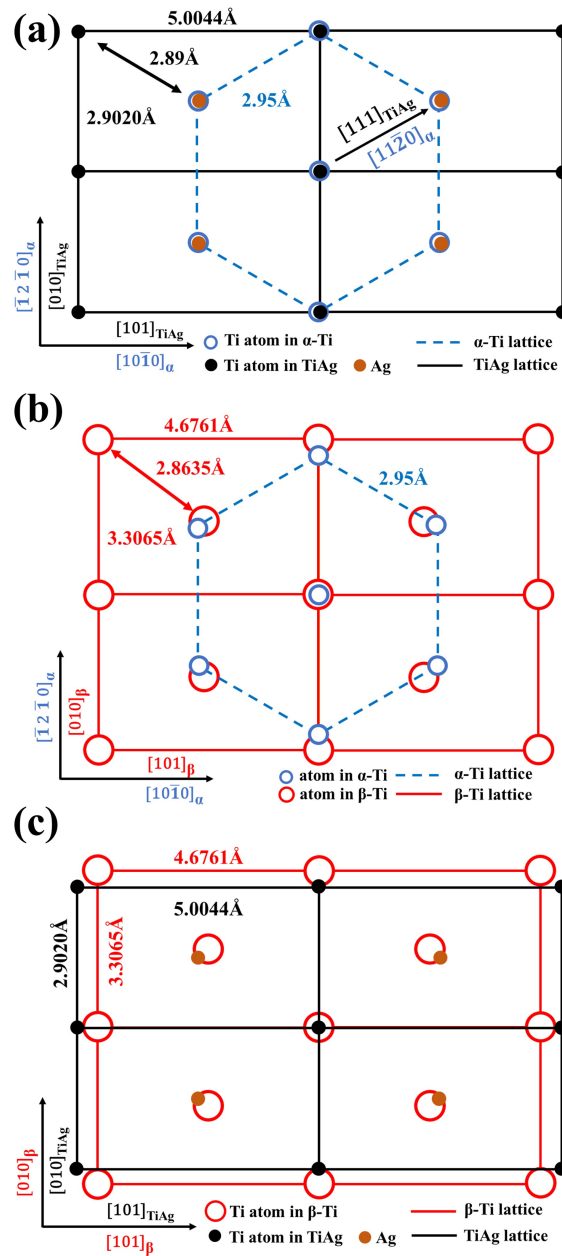 (a)
5.0044Å
2.89Å
2.9020Å
2.95Å
[111]TiAg
[112̅0]α
[1̅21̅0]α
[010]TiAg
[101]TiAg
[101̅0]α
Ti atom in α-Ti
α-Ti lattice
Ti atom in TiAg
Ag
TiAg lattice
(b)
4.6761Å
2.8635Å
2.95Å
3.3065Å
[1̅21̅0]α
[010]β
[101]β
[101̅0]α
atom in α-Ti
α-Ti lattice
atom in β-Ti
β-Ti lattice
(c)
4.6761Å
5.0044Å
2.9020Å
3.3065Å
[010]β
[010]TiAg
[101]TiAg
[101]β
Ti atom in β-Ti
β-Ti lattice
Ti atom in TiAg
Ag
TiAg lattice